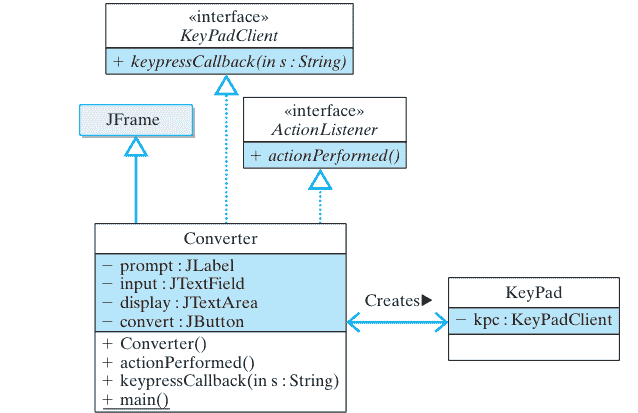 «interface»
KeyPadClient
+ keypressCallback(in s : String)
JFrame
«interface»
ActionListener
+ actionPerformed()
Converter
− prompt : JLabel
− input : JTextField
− display : JTextArea
− convert : JButton
+ Converter()
+ actionPerformed()
+ keypressCallback(in s : String)
+ main()
Creates▶
KeyPad
− kpc : KeyPadClient